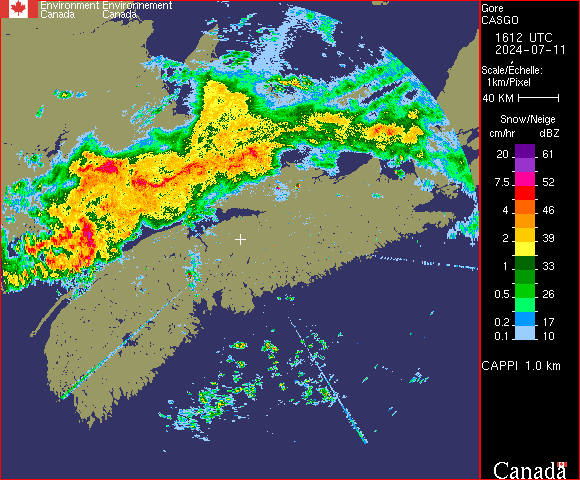 Environment Environnement
Canada Canada
Gore
CASGO
1612 UTC
2024-07-11
Scale/Échelle:
1km/Pixel
40 KM
Snow/Neige
cm/hr dBZ
20 61
7.5 52
4 46
2 39
1 33
0.5 26
0.2 17
0.1 10
CAPPI 1.0 km
Canada